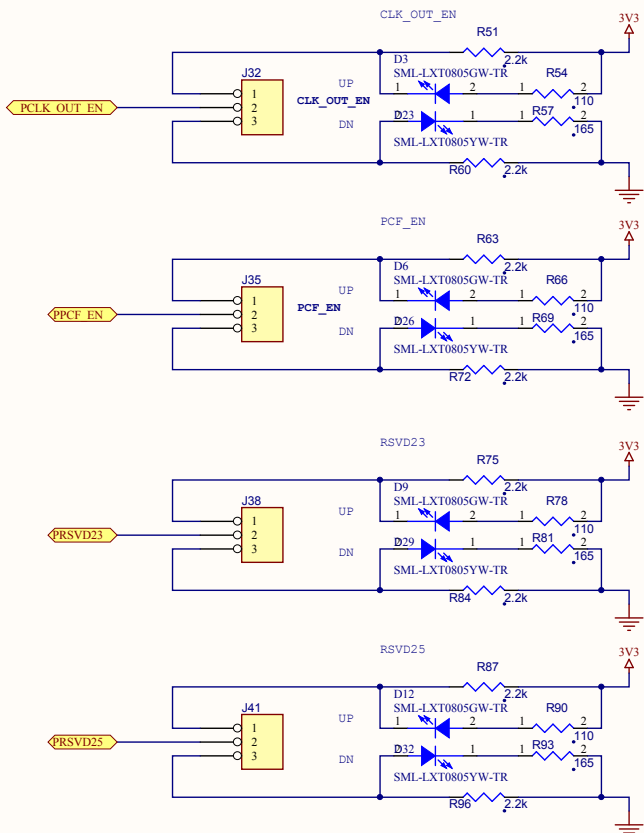 CLK_OUT_EN
3V3
R51
2.2k
D3
SML-LXT0805GW-TR
J32
UP
1 2 1 R54 2
110
1
PCLK OUT EN
2
CLK_OUT_EN
3
DN
D23
2 1 1 R57 2
165
SML-LXT0805YW-TR
R60
2.2k
PCF_EN
3V3
R63
2.2k
D6
SML-LXT0805GW-TR
J35
UP
1 2 1 R66 2
110
1
PPCF EN
2
PCF_EN
3
DN
D26
2 1 1 R69 2
165
SML-LXT0805YW-TR
R72
2.2k
RSVD23
3V3
R75
2.2k
D9
SML-LXT0805GW-TR
J38
UP
1 2 1 R78 2
110
1
PRSVD23
2
3
DN
D29
2 1 1 R81 2
165
SML-LXT0805YW-TR
R84
2.2k
RSVD25
3V3
R87
2.2k
D12
SML-LXT0805GW-TR
J41
UP
1 2 1 R90 2
110
1
PRSVD25
2
3
DN
D32
2 1 1 R93 2
165
SML-LXT0805YW-TR
R96
2.2k